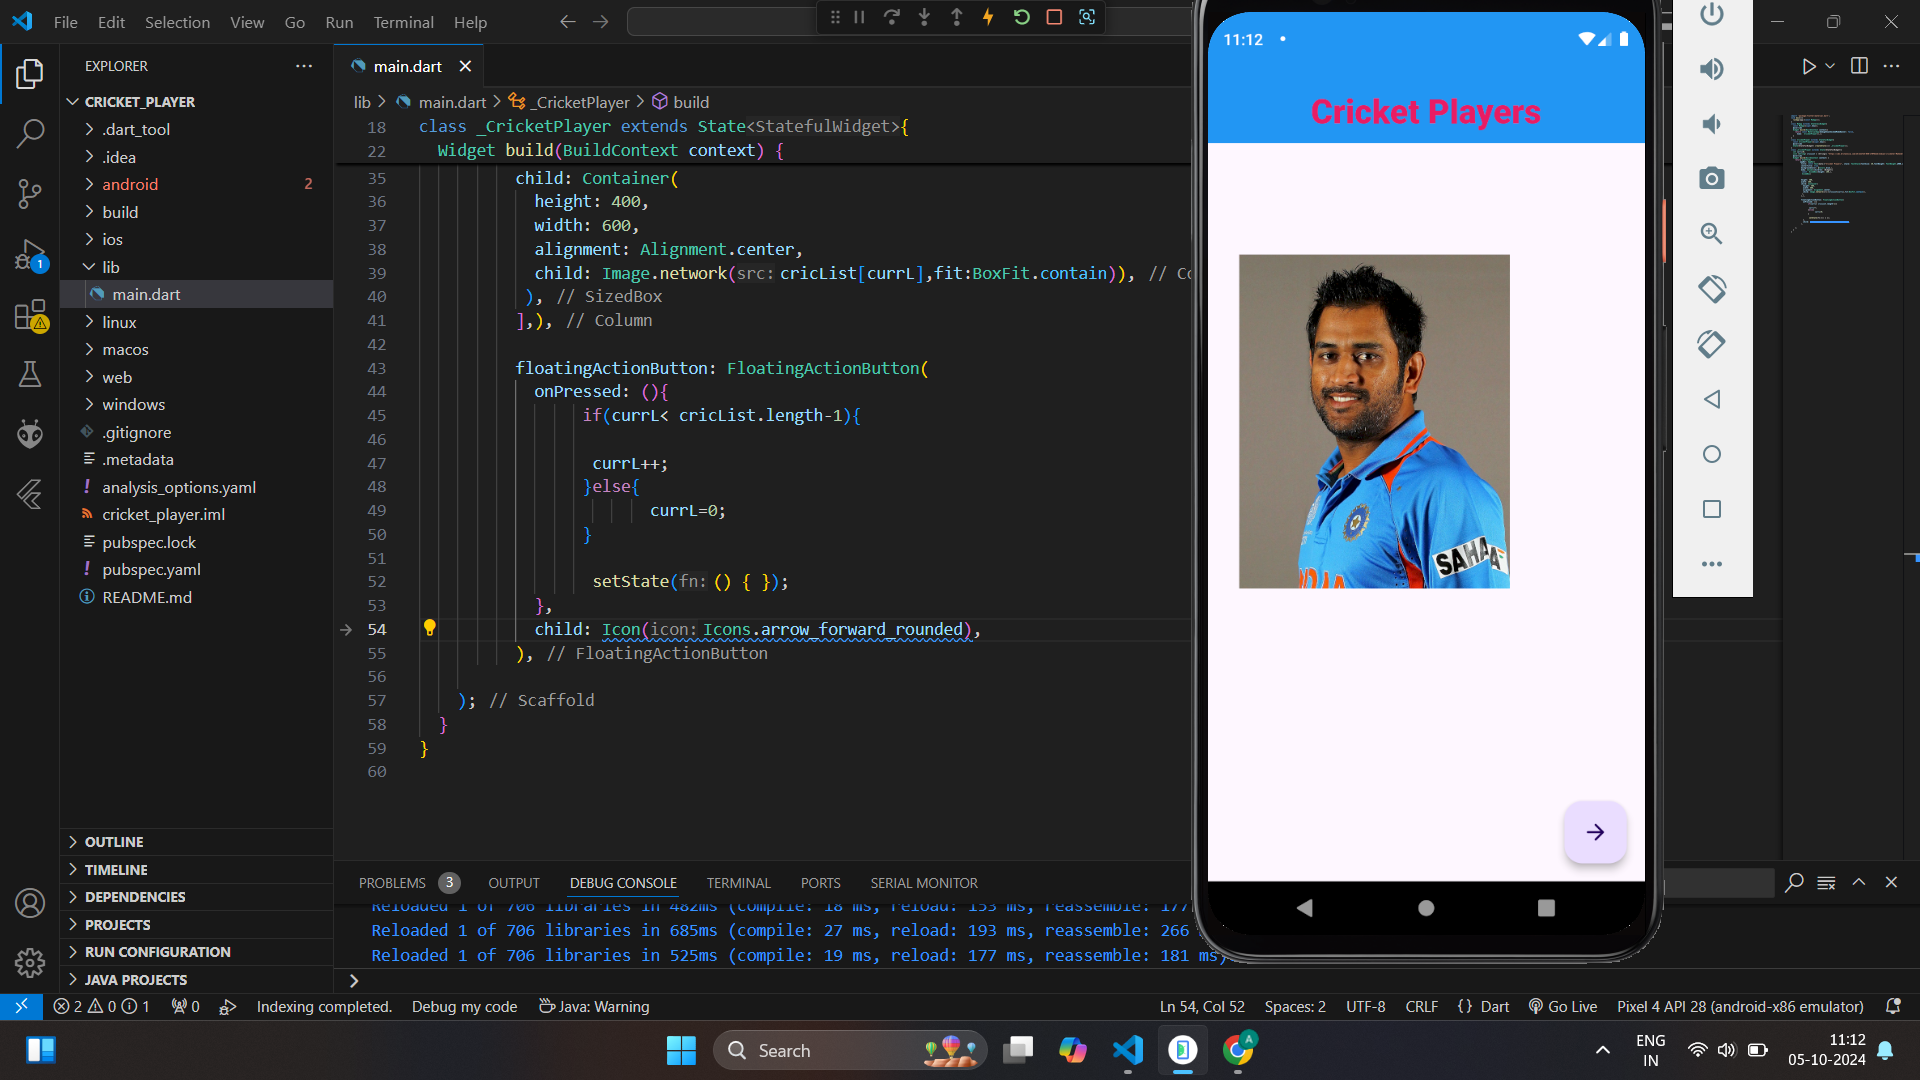 File Edit Selection View Go Run Terminal Help
EXPLORER
CRICKET_PLAYER
.dart_tool
.idea
android 2
build
ios
lib
main.dart
linux
macos
web
windows
.gitignore
.metadata
analysis_options.yaml
cricket_player.iml
pubspec.lock
pubspec.yaml
README.md
OUTLINE
TIMELINE
DEPENDENCIES
PROJECTS
RUN CONFIGURATION
JAVA PROJECTS
1
main.dart
lib > main.dart > _CricketPlayer > build
18 class _CricketPlayer extends State<StatefulWidget>{
22 Widget build(BuildContext context) {
35 child: Container(
36 height: 400,
37 width: 600,
38 alignment: Alignment.center,
39 child: Image.network(src: cricList[currL],fit:BoxFit.contain)), // Co
40 ), // SizedBox
41 ],), // Column
42
43 floatingActionButton: FloatingActionButton(
44 onPressed: (){
45 if(currL< cricList.length-1){
46
47 currL++;
48 }else{
49 currL=0;
50 }
51
52 setState(fn: () { });
53 },
54 child: Icon(icon: Icons.arrow_forward_rounded),
55 ), // FloatingActionButton
56
57 ); // Scaffold
58 }
59 }
60
PROBLEMS 3 OUTPUT DEBUG CONSOLE TERMINAL PORTS SERIAL MONITOR
Reloaded 1 of 706 libraries in 482ms (compile: 18 ms, reload: 153 ms, reassemble: 177
Reloaded 1 of 706 libraries in 685ms (compile: 27 ms, reload: 193 ms, reassemble: 266
Reloaded 1 of 706 libraries in 525ms (compile: 19 ms, reload: 177 ms, reassemble: 181 ms)
11:12
Cricket Players
SAHA
2 0 1 0 Indexing completed. Debug my code Java: Warning
Ln 54, Col 52 Spaces: 2 UTF-8 CRLF {} Dart Go Live Pixel 4 API 28 (android-x86 emulator)
Search
A
ENG
IN
11:12
05-10-2024